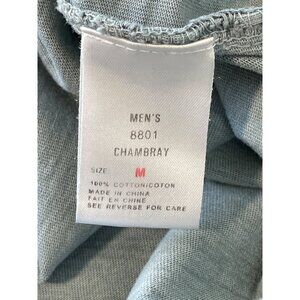 MEN'S
8801
CHAMBRAY
SIZE: M
100% COTTON/COTON
MADE IN CHINA
FAIT EN CHINE
SEE REVERSE FOR CARE